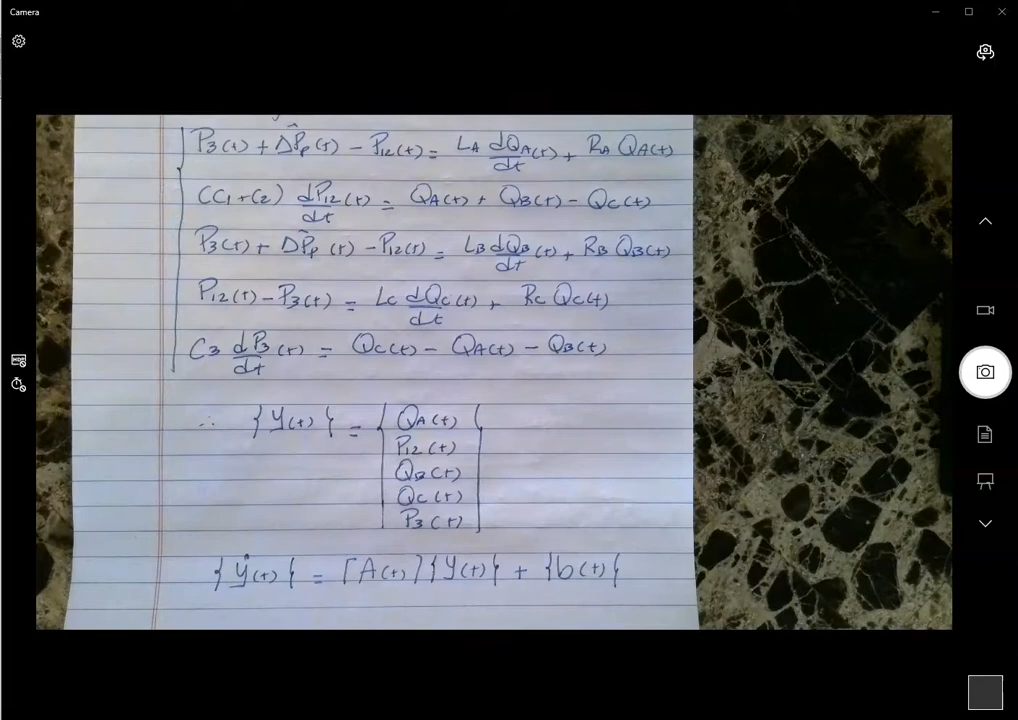 Camera
P3(t) + ΔP̂p(t) − P12(t) = LA dQA(t)/dt + RA QA(t)
(C1+C2) dP12(t)/dt = QA(t) + QB(t) − QC(t)
P3(t) + ΔP̂p(t) − P12(t) = LB dQB(t)/dt + RB QB(t)
P12(t) − P3(t) = LC dQC(t)/dt + RC QC(t)
C3 dP3(t)/dt = QC(t) − QA(t) − QB(t)
∴ {Y(t)} = { QA(t)
P12(t)
QB(t)
QC(t)
P3(t) }
{ẏ(t)} = [A(t)]{Y(t)} + {b(t)}